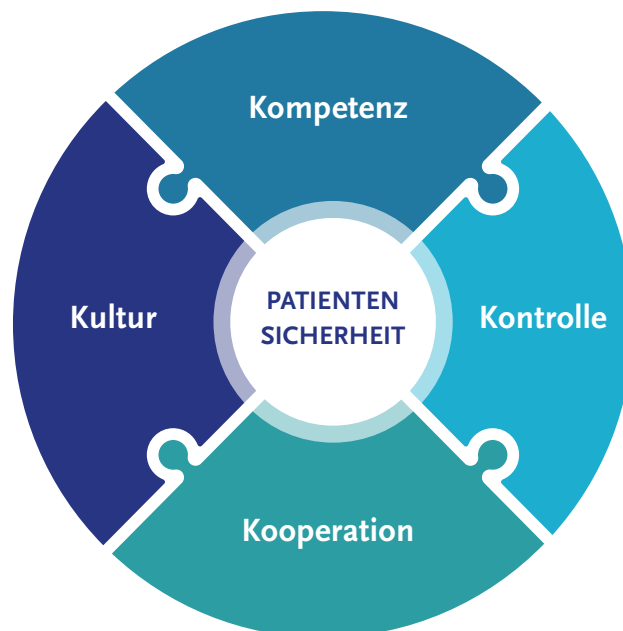 Kompetenz
Kultur
PATIENTEN
SICHERHEIT
Kontrolle
Kooperation